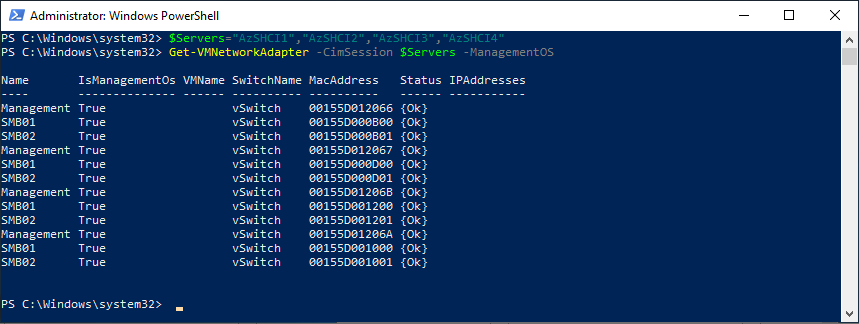 Administrator: Windows PowerShell
PS C:\Windows\system32> $Servers="AzSHCI1","AzSHCI2","AzSHCI3","AzSHCI4"
PS C:\Windows\system32> Get-VMNetworkAdapter -CimSession $Servers -ManagementOS
Name       IsManagementOs VMName SwitchName MacAddress   Status IPAddresses
----       -------------- ------ ---------- ----------   ------ -----------
Management True                  vSwitch    00155D012066 {Ok}
SMB01      True                  vSwitch    00155D000B00 {Ok}
SMB02      True                  vSwitch    00155D000B01 {Ok}
Management True                  vSwitch    00155D012067 {Ok}
SMB01      True                  vSwitch    00155D000D00 {Ok}
SMB02      True                  vSwitch    00155D000D01 {Ok}
Management True                  vSwitch    00155D01206B {Ok}
SMB01      True                  vSwitch    00155D001200 {Ok}
SMB02      True                  vSwitch    00155D001201 {Ok}
Management True                  vSwitch    00155D01206A {Ok}
SMB01      True                  vSwitch    00155D001000 {Ok}
SMB02      True                  vSwitch    00155D001001 {Ok}
PS C:\Windows\system32>